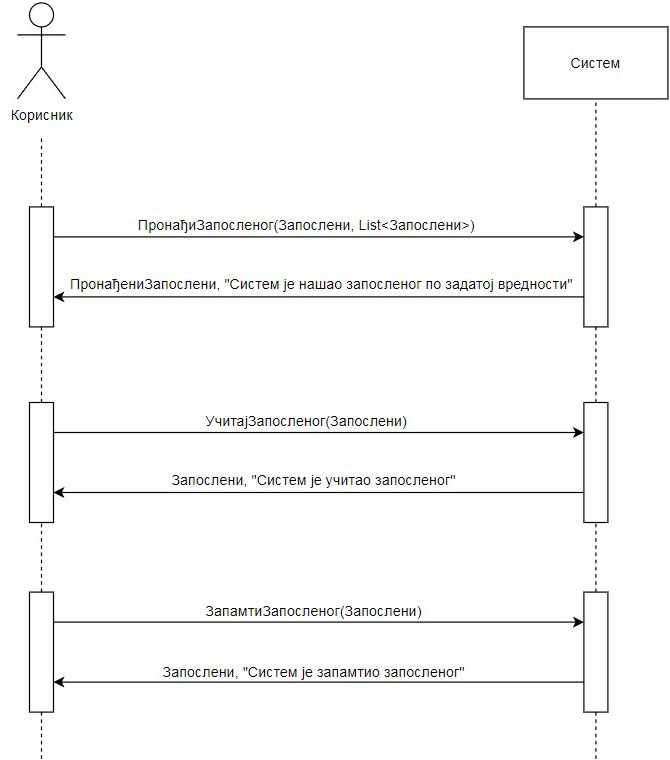 Корисник
Систем
ПронађиЗапосленог(Запослени, List<Запослени>)
ПронађениЗапослени, "Систем је нашао запосленог по задатој вредности"
УчитајЗапосленог(Запослени)
Запослени, "Систем је учитао запосленог"
ЗапамтиЗапосленог(Запослени)
Запослени, "Систем је запамтио запосленог"